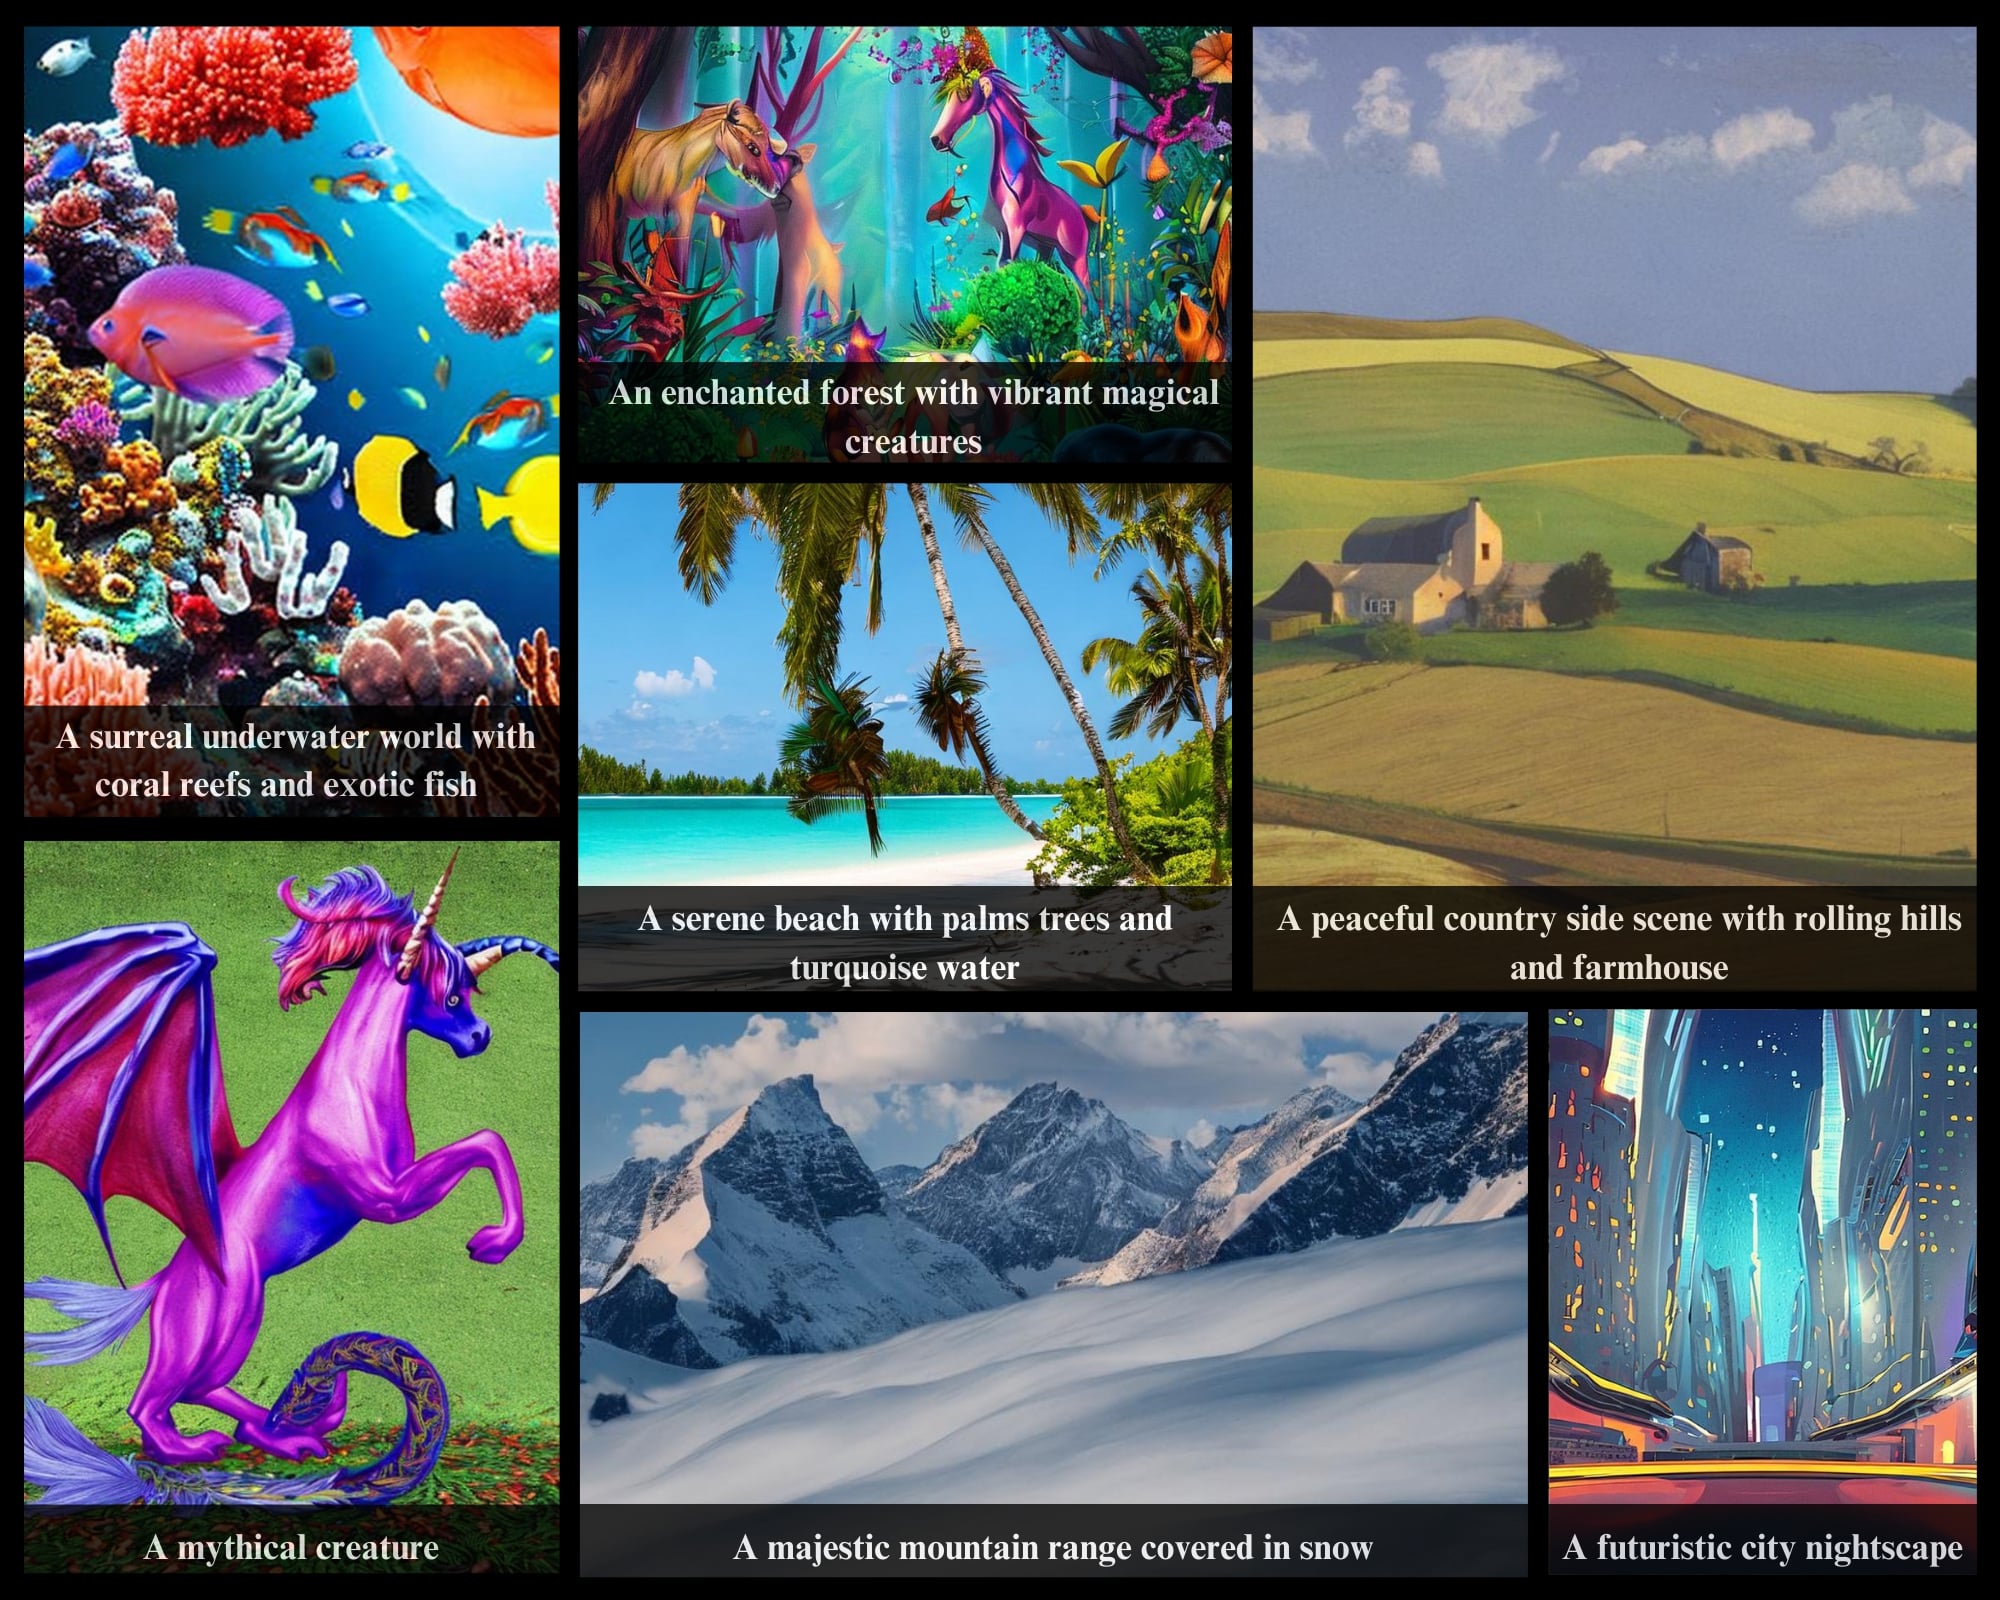 An enchanted forest with vibrant magical
creatures
A surreal underwater world with
coral reefs and exotic fish
A serene beach with palms trees and
turquoise water
A peaceful country side scene with rolling hills
and farmhouse
A mythical creature
A majestic mountain range covered in snow
A futuristic city nightscape